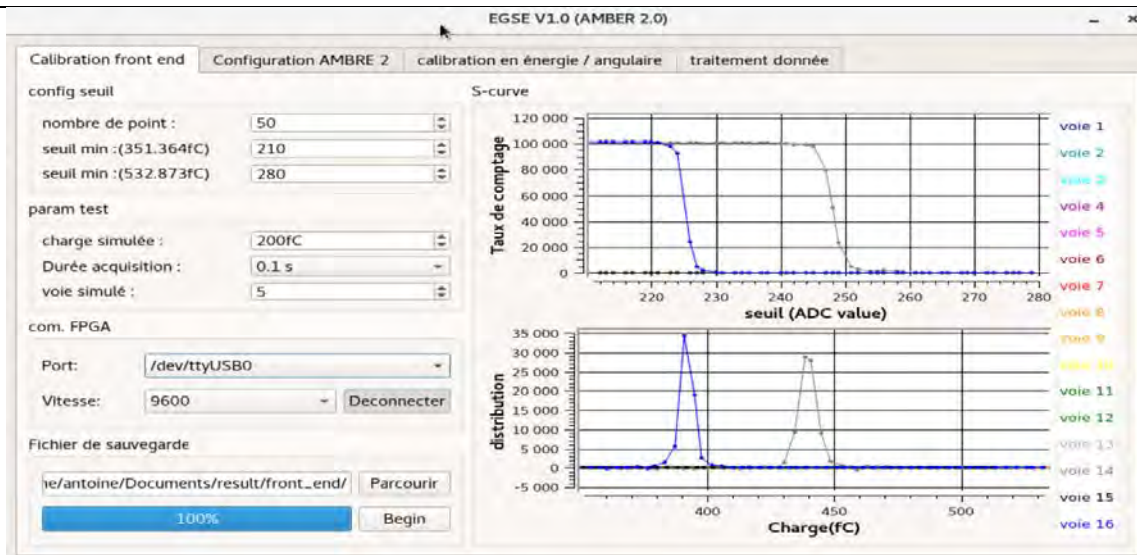 EGSE V1.0 (AMBER 2.0)
Calibration front end
Configuration AMBRE 2
calibration en énergie / angulaire
traitement donnée
config seuil
nombre de point :
50
seuil min :(351.364fC)
210
seuil min :(532.873fC)
280
param test
charge simulée :
200fC
Durée acquisition :
0.1 s
voie simulé :
5
com. FPGA
Port:
/dev/ttyUSB0
Vitesse:
9600
Deconnecter
Fichier de sauvegarde
ne/antoine/Documents/result/front_end/
Parcourir
100%
Begin
S-curve
Taux de comptage
120 000
100 000
80 000
60 000
40 000
20 000
0
220
230
240
250
260
270
280
seuil (ADC value)
distribution
35 000
30 000
25 000
20 000
15 000
10 000
5 000
0
-5 000
400
450
500
Charge(fC)
voie 1
voie 2
voie 4
voie 5
voie 6
voie 7
voie 8
voie 9
voie 11
voie 12
voie 13
voie 14
voie 15
voie 16